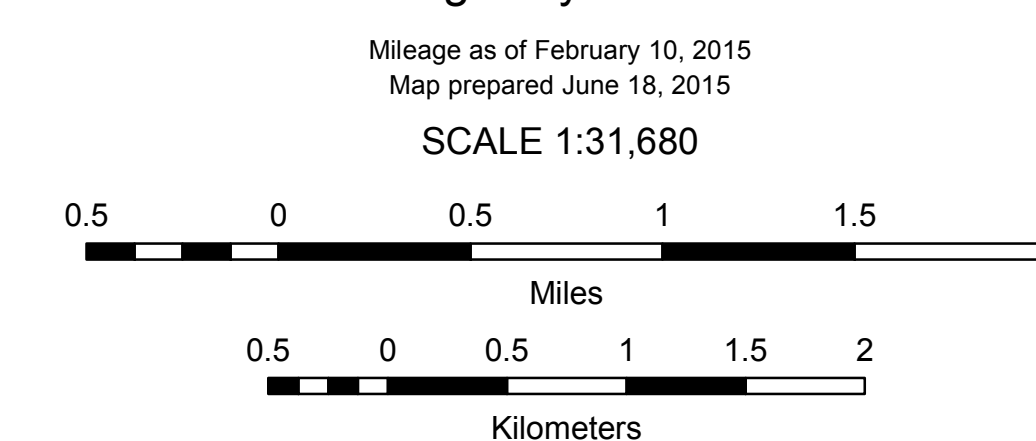 Mileage as of February 10, 2015
Map prepared June 18, 2015
SCALE 1:31,680
0.5 0 0.5 1 1.5
Miles
0.5 0 0.5 1 1.5 2
Kilometers